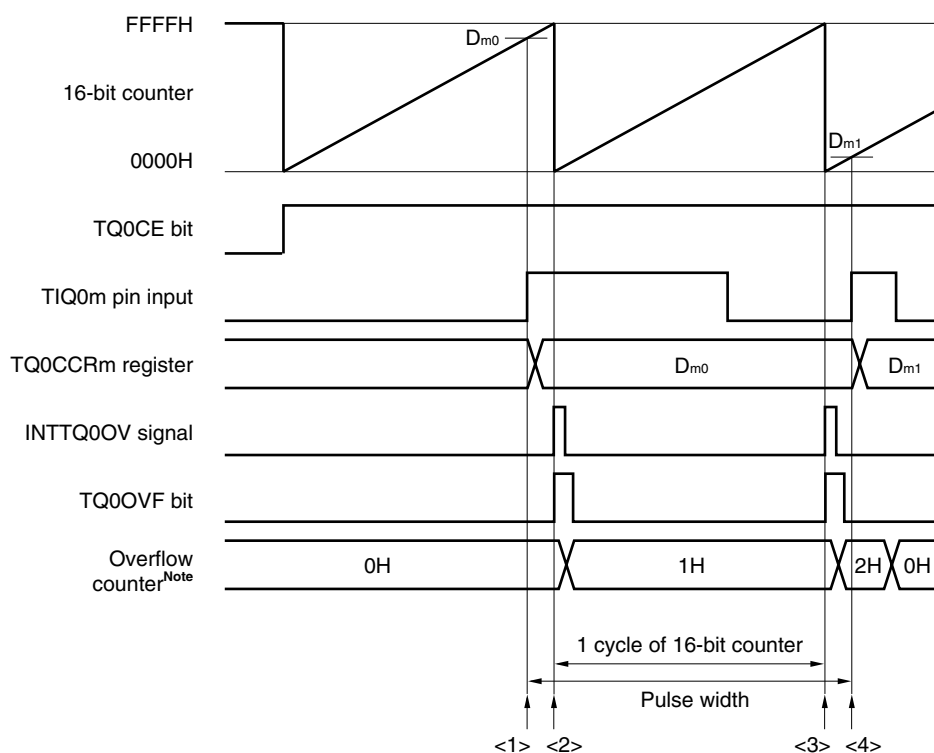 FFFFH
Dm0
16-bit counter
0000H
Dm1
TQ0CE bit
TIQ0m pin input
TQ0CCRm register
Dm0
Dm1
INTTQ0OV signal
TQ0OVF bit
Overflow
counterNote
0H
1H
2H
0H
1 cycle of 16-bit counter
Pulse width
<1> <2> <3> <4>